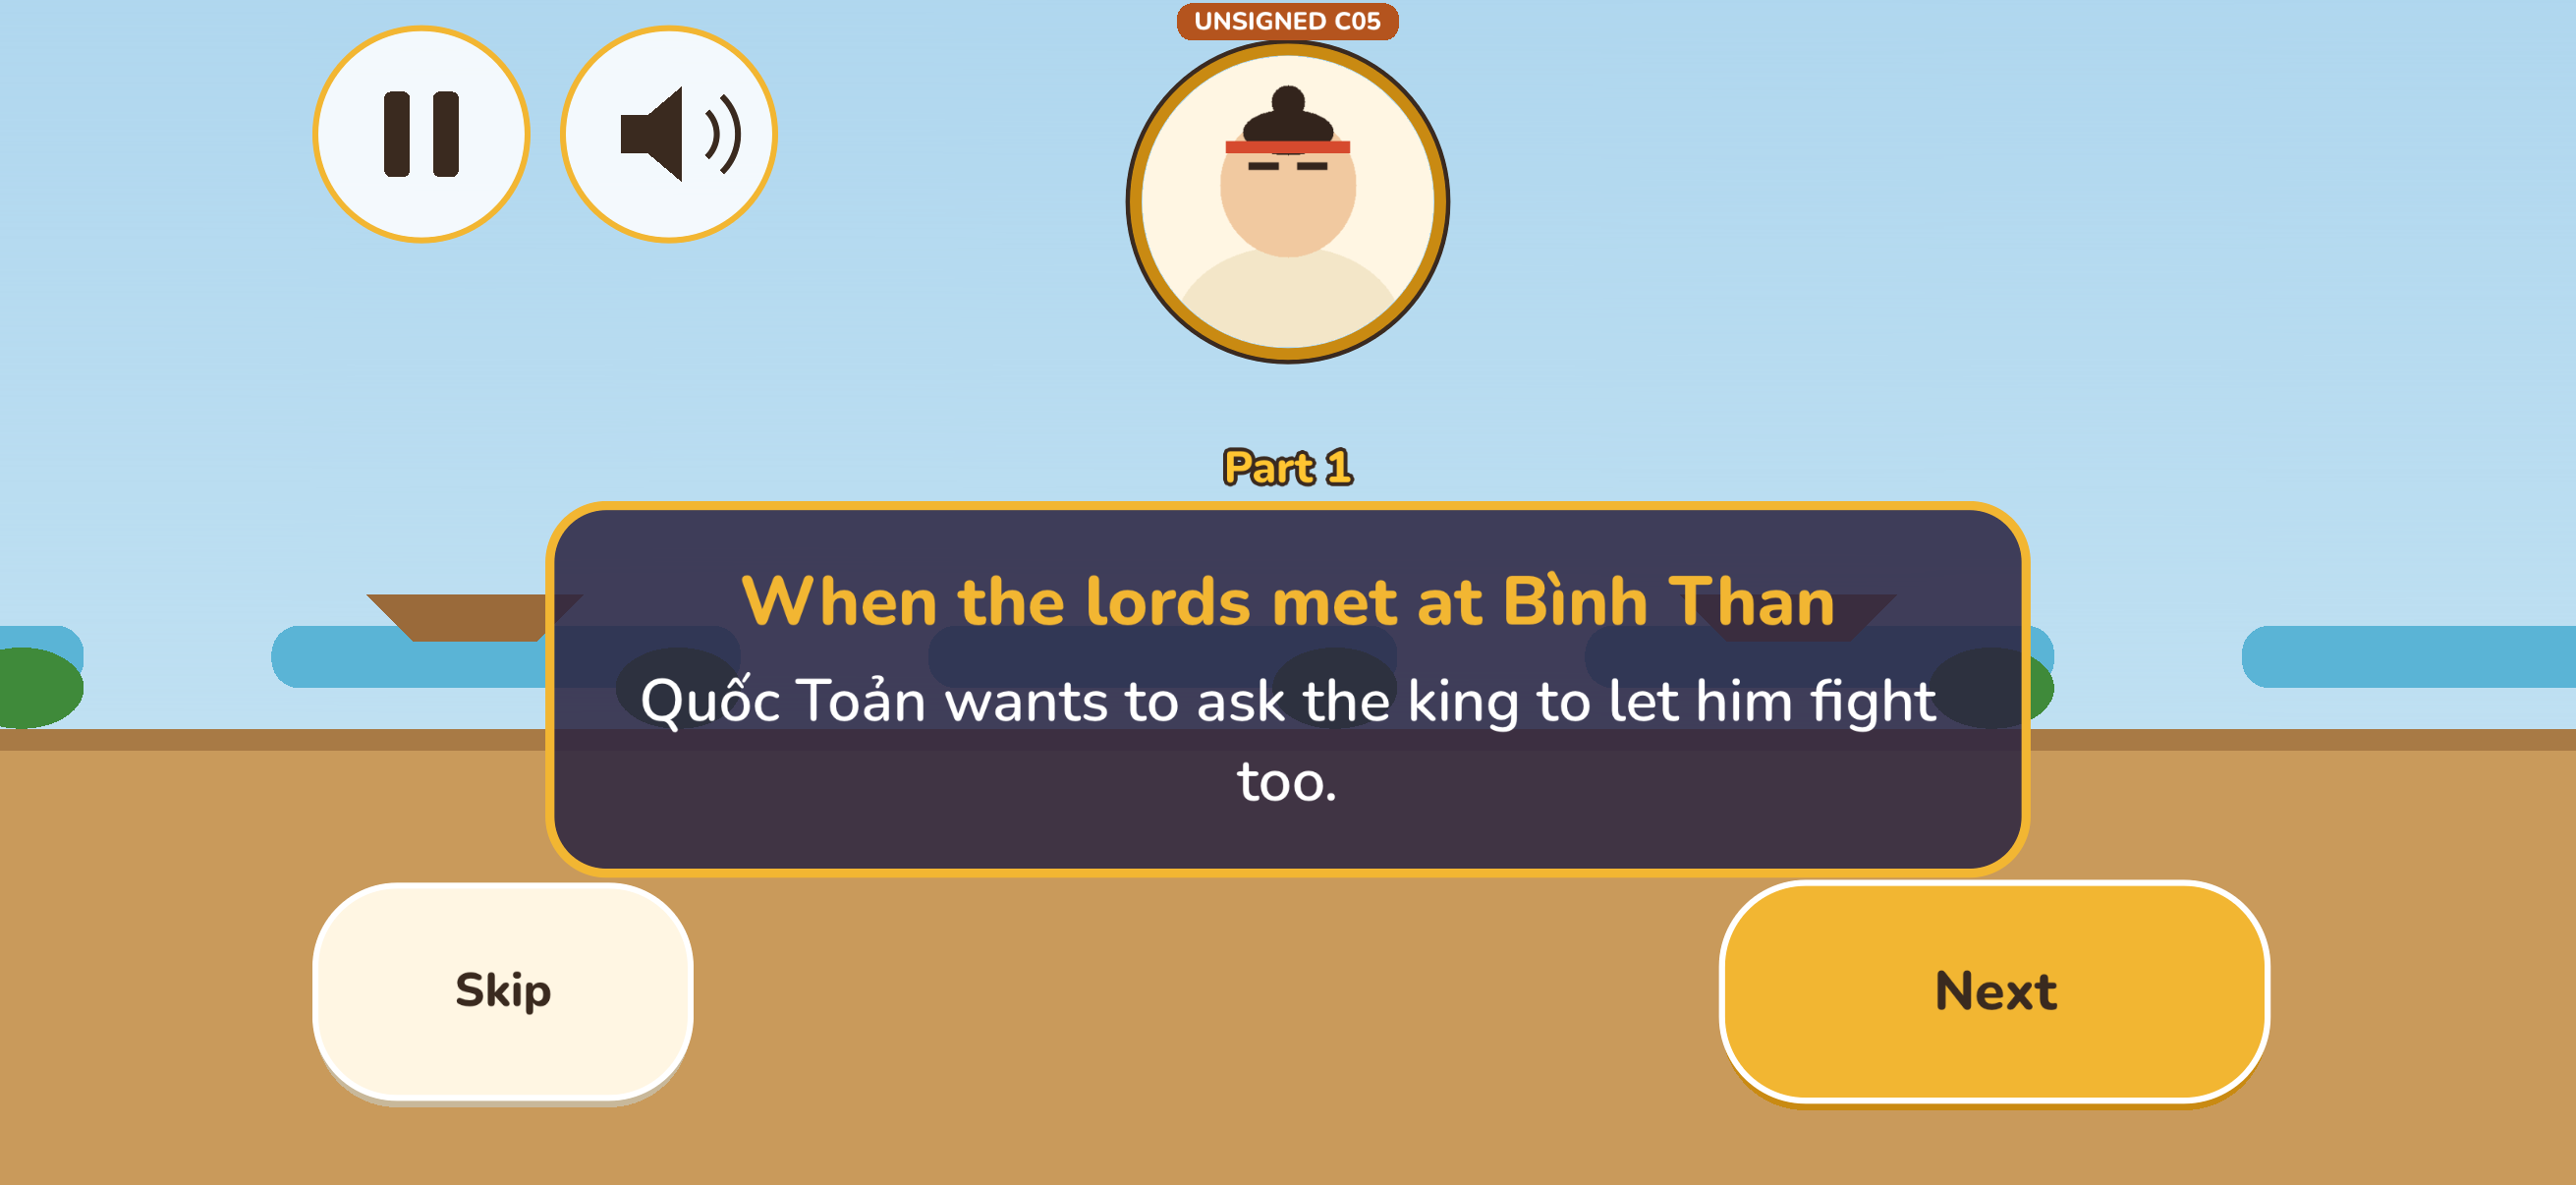 UNSIGNED C05
Part 1
When the lords met at Bình Than
Quốc Toản wants to ask the king to let him fight
too.
Skip
Next